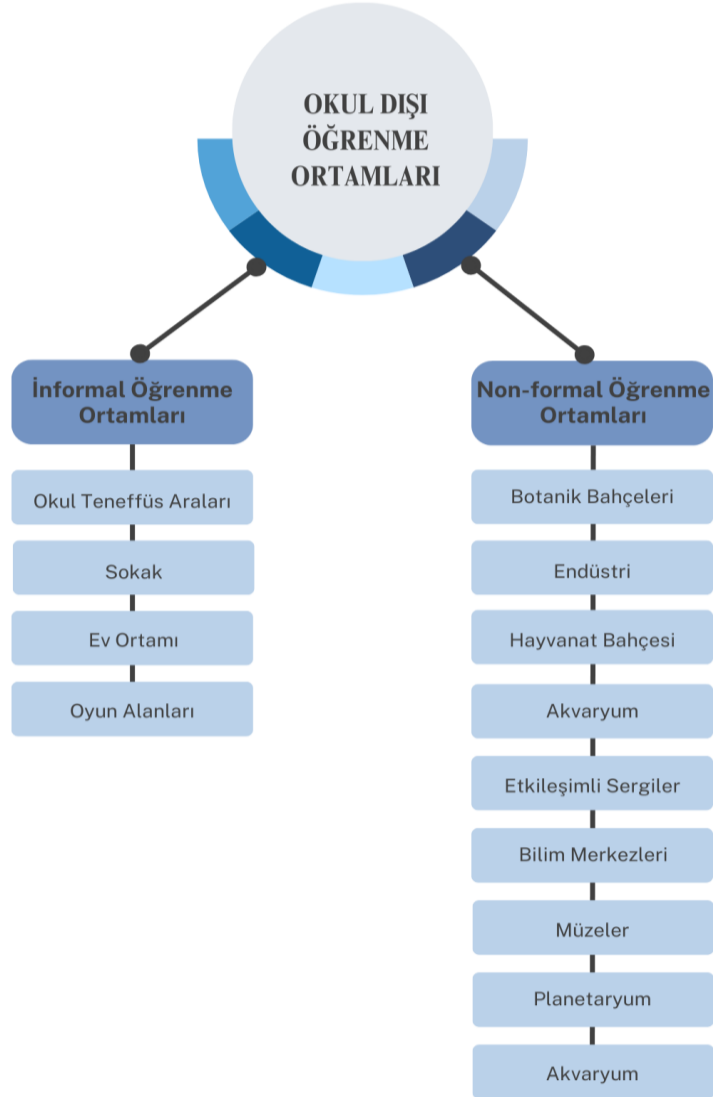 OKUL DIŞI
ÖĞRENME
ORTAMLARI
İnformal Öğrenme
Ortamları
Okul Teneffüs Araları
Sokak
Ev Ortamı
Oyun Alanları
Non-formal Öğrenme
Ortamları
Botanik Bahçeleri
Endüstri
Hayvanat Bahçesi
Akvaryum
Etkileşimli Sergiler
Bilim Merkezleri
Müzeler
Planetaryum
Akvaryum